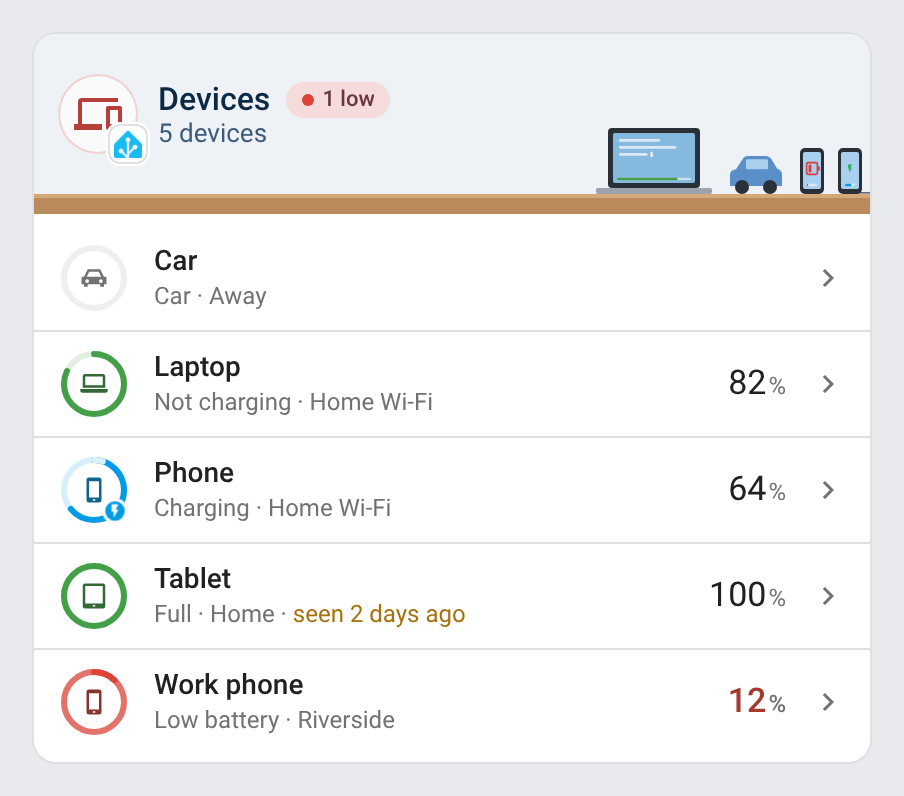 Devices
1 low
5 devices
Car
Car · Away
Laptop
Not charging · Home Wi-Fi
82%
Phone
Charging · Home Wi-Fi
64%
Tablet
Full · Home · seen 2 days ago
100%
Work phone
Low battery · Riverside
12%